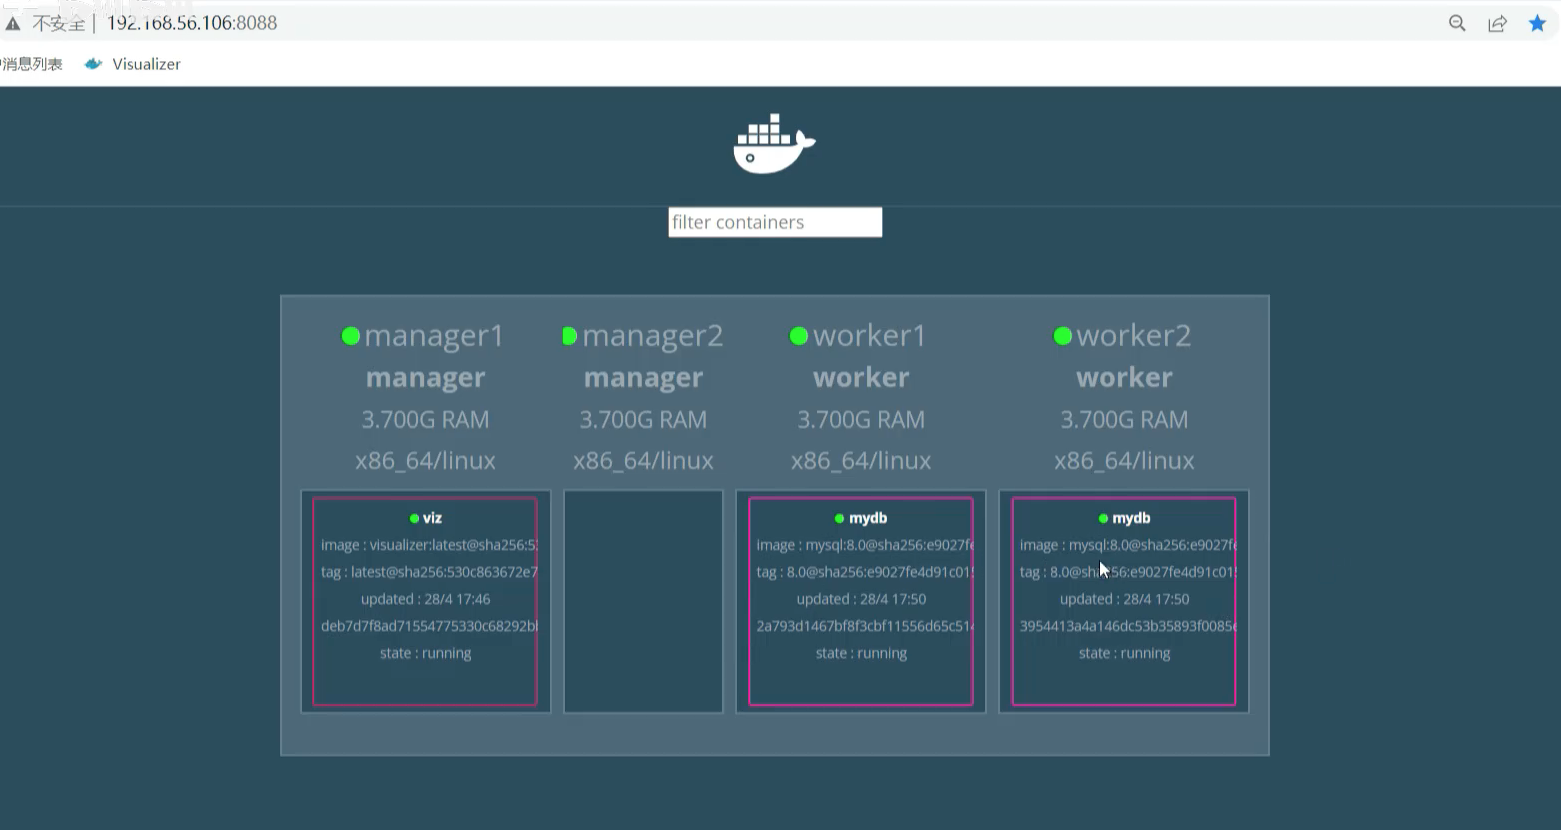 不安全 | 192.168.56.106:8088
消息列表 Visualizer
filter containers
manager1 manager2 worker1 worker2
manager manager worker worker
3.700G RAM 3.700G RAM 3.700G RAM 3.700G RAM
x86_64/linux x86_64/linux x86_64/linux x86_64/linux
viz
image : visualizer:latest@sha256:5
tag : latest@sha256:530c863672e7
updated : 28/4 17:46
deb7d7f8ad71554775330c68292b
state : running
mydb
image : mysql:8.0@sha256:e9027f
tag : 8.0@sha256:e9027fe4d91c01
updated : 28/4 17:50
2a793d1467bf8f3cbf11556d65c51
state : running
mydb
image : mysql:8.0@sha256:e9027f
tag : 8.0@sha256:e9027fe4d91c01
updated : 28/4 17:50
3954413a4a146dc53b35893f0085
state : running